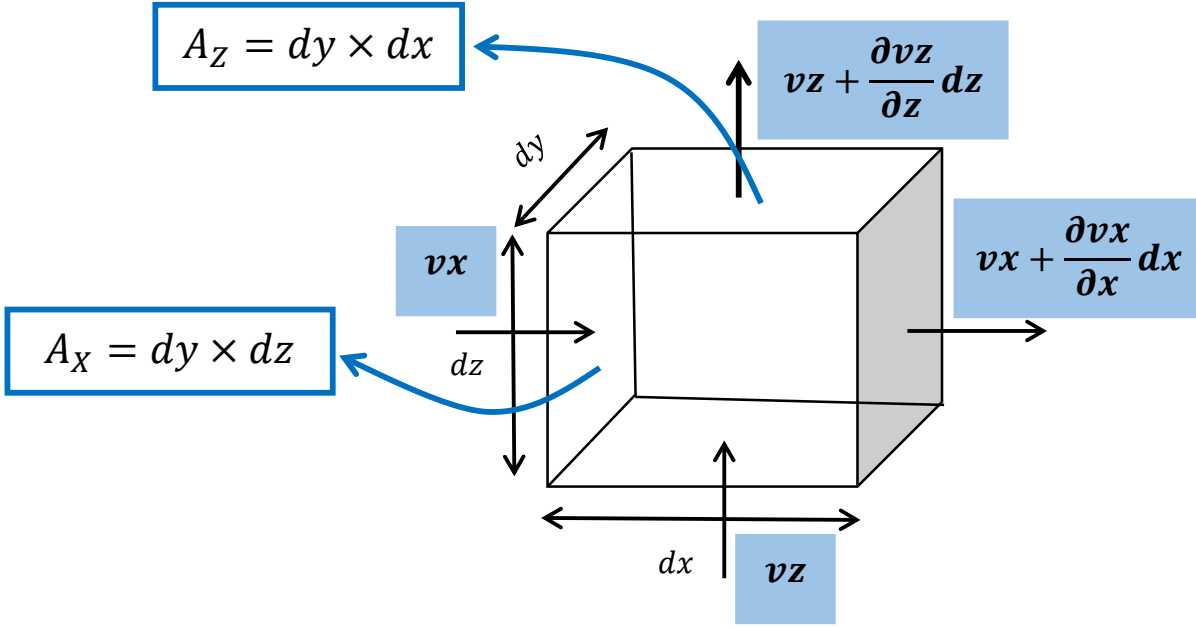 A_Z = dy × dx
vz + ∂vz/∂z dz
dy
vx
vx + ∂vx/∂x dx
A_X = dy × dz
dz
dx
vz